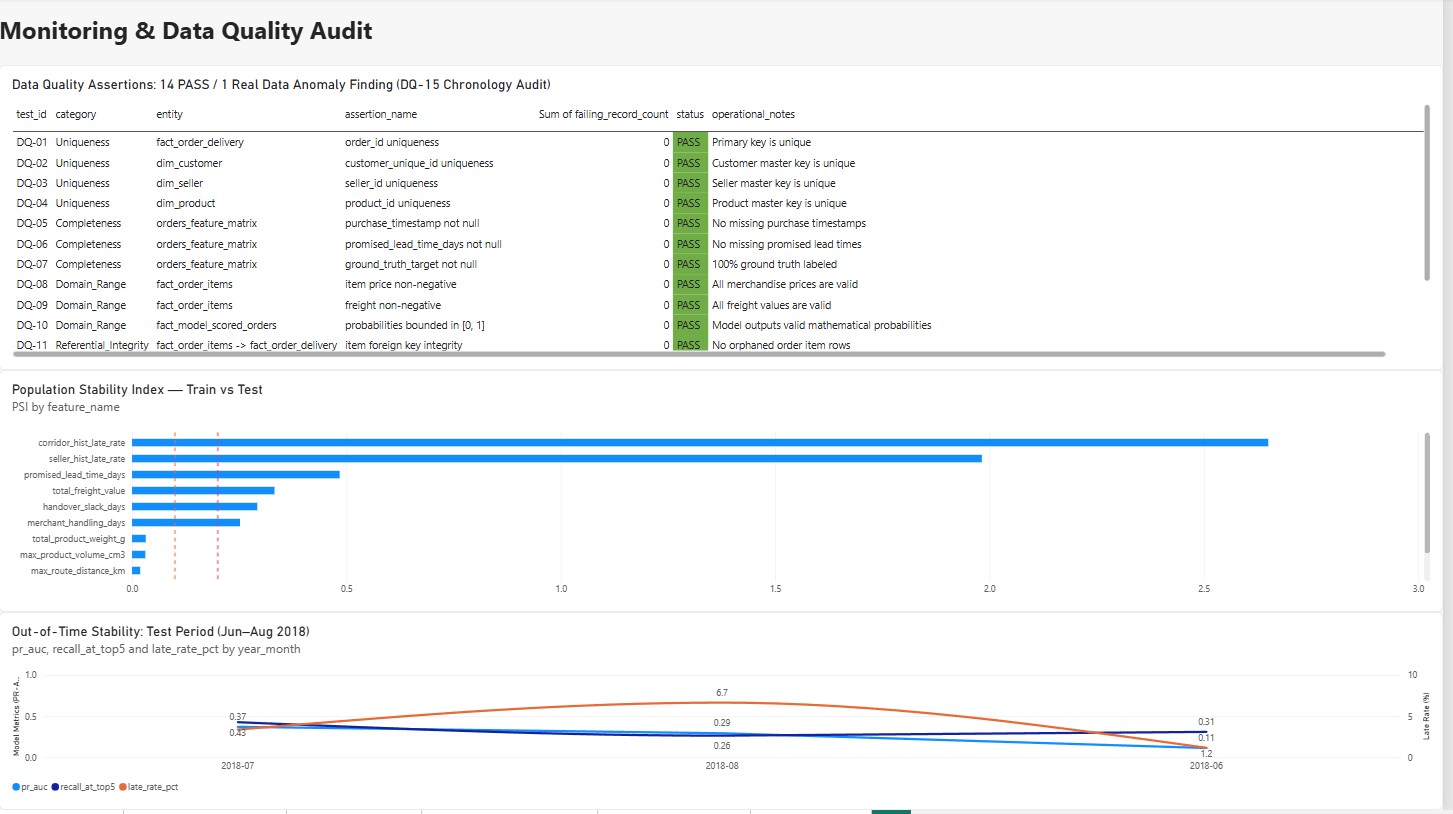 Monitoring & Data Quality Audit
Data Quality Assertions: 14 PASS / 1 Real Data Anomaly Finding (DQ-15 Chronology Audit)
test_id category entity assertion_name Sum of failing_record_count status operational_notes
DQ-01 Uniqueness fact_order_delivery order_id uniqueness 0 PASS Primary key is unique
DQ-02 Uniqueness dim_customer customer_unique_id uniqueness 0 PASS Customer master key is unique
DQ-03 Uniqueness dim_seller seller_id uniqueness 0 PASS Seller master key is unique
DQ-04 Uniqueness dim_product product_id uniqueness 0 PASS Product master key is unique
DQ-05 Completeness orders_feature_matrix purchase_timestamp not null 0 PASS No missing purchase timestamps
DQ-06 Completeness orders_feature_matrix promised_lead_time_days not null 0 PASS No missing promised lead times
DQ-07 Completeness orders_feature_matrix ground_truth_target not null 0 PASS 100% ground truth labeled
DQ-08 Domain_Range fact_order_items item price non-negative 0 PASS All merchandise prices are valid
DQ-09 Domain_Range fact_order_items freight non-negative 0 PASS All freight values are valid
DQ-10 Domain_Range fact_model_scored_orders probabilities bounded in [0, 1] 0 PASS Model outputs valid mathematical probabilities
DQ-11 Referential_Integrity fact_order_items -> fact_order_delivery item foreign key integrity 0 PASS No orphaned order item rows
Population Stability Index — Train vs Test
PSI by feature_name
corridor_hist_late_rate
seller_hist_late_rate
promised_lead_time_days
total_freight_value
handover_slack_days
merchant_handling_days
total_product_weight_g
max_product_volume_cm3
max_route_distance_km
0.0 0.5 1.0 1.5 2.0 2.5 3.0
Out-of-Time Stability: Test Period (Jun–Aug 2018)
pr_auc, recall_at_top5 and late_rate_pct by year_month
Model Metrics (PR-A...
1.0
0.5
0.0
0.37
0.43
6.7
0.29
0.26
0.31
0.11
1.2
10
5
0
Late Rate (%)
2018-07 2018-08 2018-06
pr_auc recall_at_top5 late_rate_pct